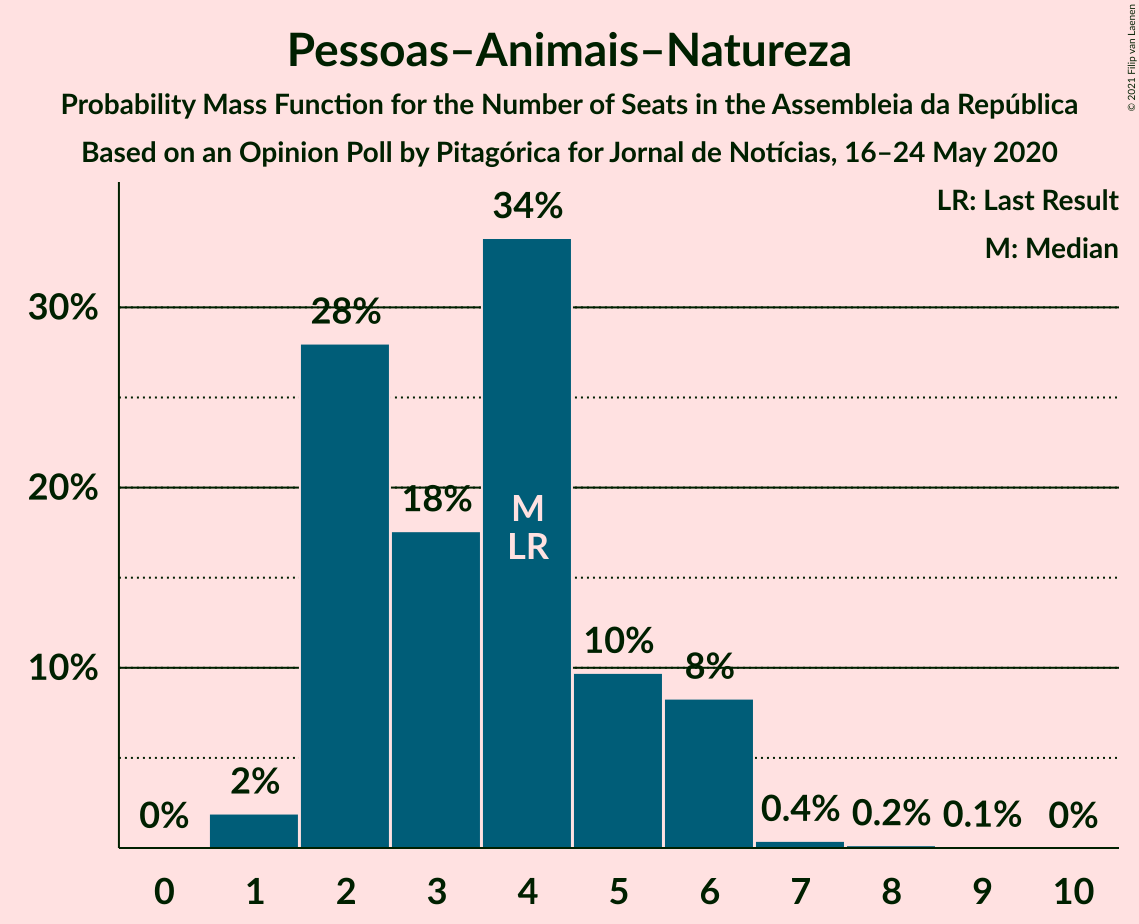 Pessoas–Animais–Natureza
Probability Mass Function for the Number of Seats in the Assembleia da República
Based on an Opinion Poll by Pitagórica for Jornal de Notícias, 16–24 May 2020
© 2021 Filip van Laenen
LR: Last Result
M: Median
34%
30%
28%
20%
18%
M
LR
10%
10%
8%
2%
0%
0.4%
0.2%
0.1%
0%
0 1 2 3 4 5 6 7 8 9 10